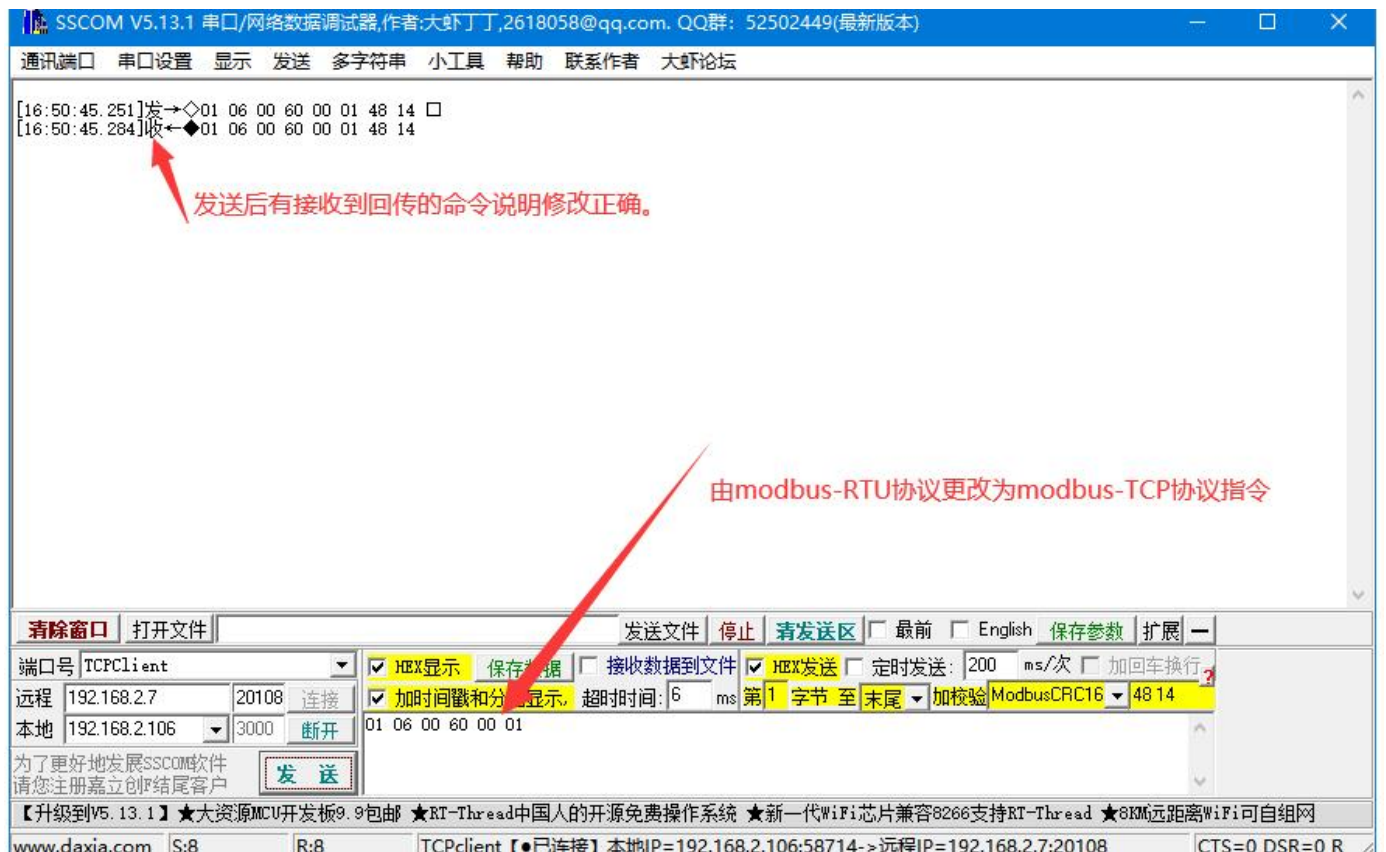 SSCOM V5.13.1 串口/网络数据调试器,作者:大虾丁丁,2618058@qq.com. QQ群：52502449(最新版本)
通讯端口 串口设置 显示 发送 多字符串 小工具 帮助 联系作者 大虾论坛
[16:50:45.251]发→◇01 06 00 60 00 01 48 14 □
[16:50:45.284]收←◆01 06 00 60 00 01 48 14
发送后有接收到回传的命令说明修改正确。
由modbus-RTU协议更改为modbus-TCP协议指令
清除窗口 打开文件 发送文件 停止 清发送区 最前 English 保存参数 扩展 —
端口号 TCPClient HEX显示 保存数据 接收数据到文件 HEX发送 定时发送: 200 ms/次 加回车换行 ?
远程 192.168.2.7 20108 连接 加时间戳和分包显示, 超时时间: 6 ms 第 1 字节 至 末尾 加校验 ModbusCRC16 48 14
本地 192.168.2.106 3000 断开 01 06 00 60 00 01
为了更好地发展SSCOM软件
请您注册嘉立创F结尾客户 发 送
【升级到V5.13.1】★大资源MCU开发板9.9包邮 ★RT-Thread中国人的开源免费操作系统 ★新一代WiFi芯片兼容8266支持RT-Thread ★8KM远距离WiFi可自组网
www.daxia.com S:8 R:8 TCPclient【●已连接】本地IP=192.168.2.106:58714->远程IP=192.168.2.7:20108 CTS=0 DSR=0 R